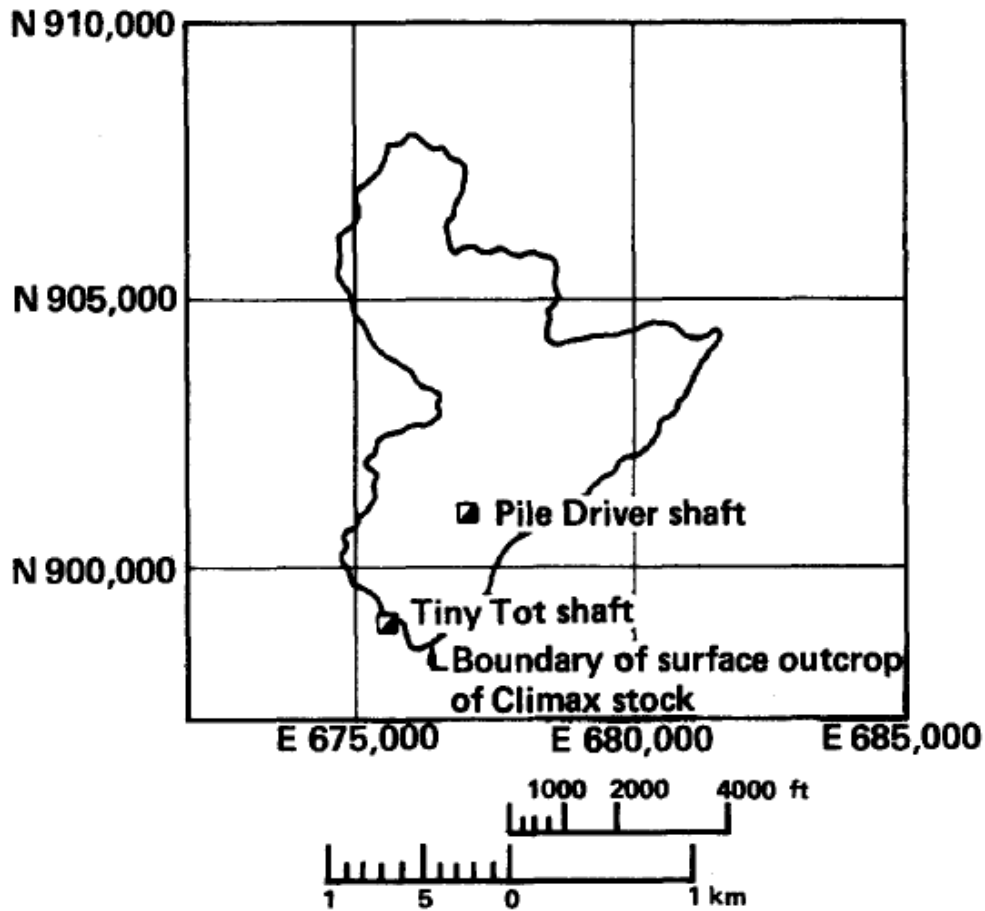 N 910,000
N 905,000
Pile Driver shaft
N 900,000
Tiny Tot shaft
Boundary of surface outcrop
of Climax stock
E 675,000 E 680,000 E 685,000
1000 2000 4000 ft
1 5 0 1 km